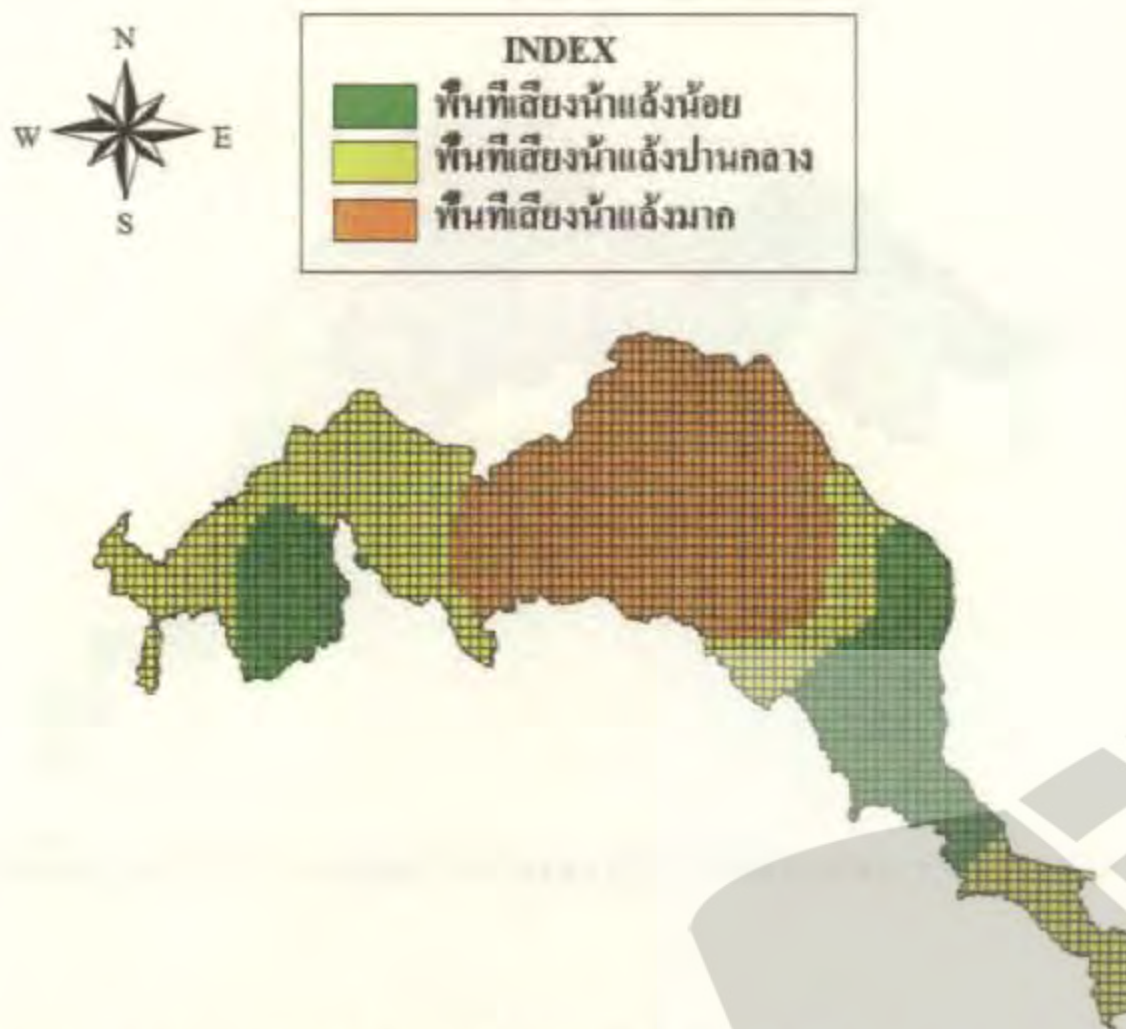 N
W E
S
INDEX
พื้นที่เสี่ยงน้ำแล้งน้อย
พื้นที่เสี่ยงน้ำแล้งปานกลาง
พื้นที่เสี่ยงน้ำแล้งมาก